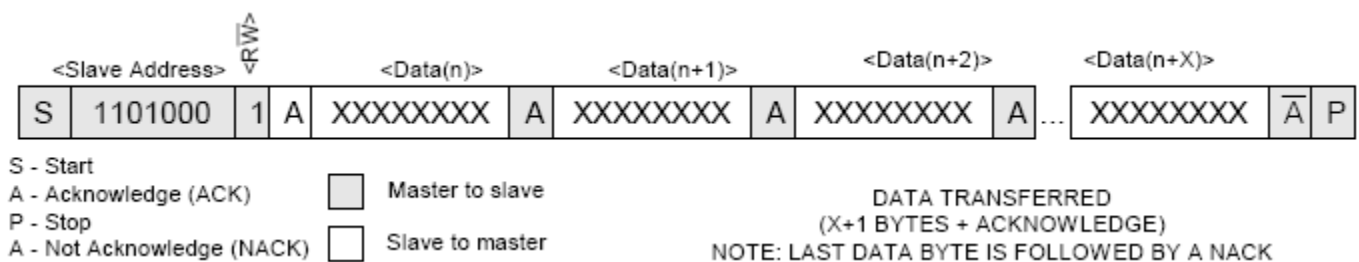 <RW̅>
<Slave Address> <Data(n)> <Data(n+1)> <Data(n+2)> <Data(n+X)>
S 1101000 1 A XXXXXXXX A XXXXXXXX A XXXXXXXX A ... XXXXXXXX A̅ P
S - Start
A - Acknowledge (ACK)
P - Stop
A - Not Acknowledge (NACK)
Master to slave
Slave to master
DATA TRANSFERRED
(X+1 BYTES + ACKNOWLEDGE)
NOTE: LAST DATA BYTE IS FOLLOWED BY A NACK